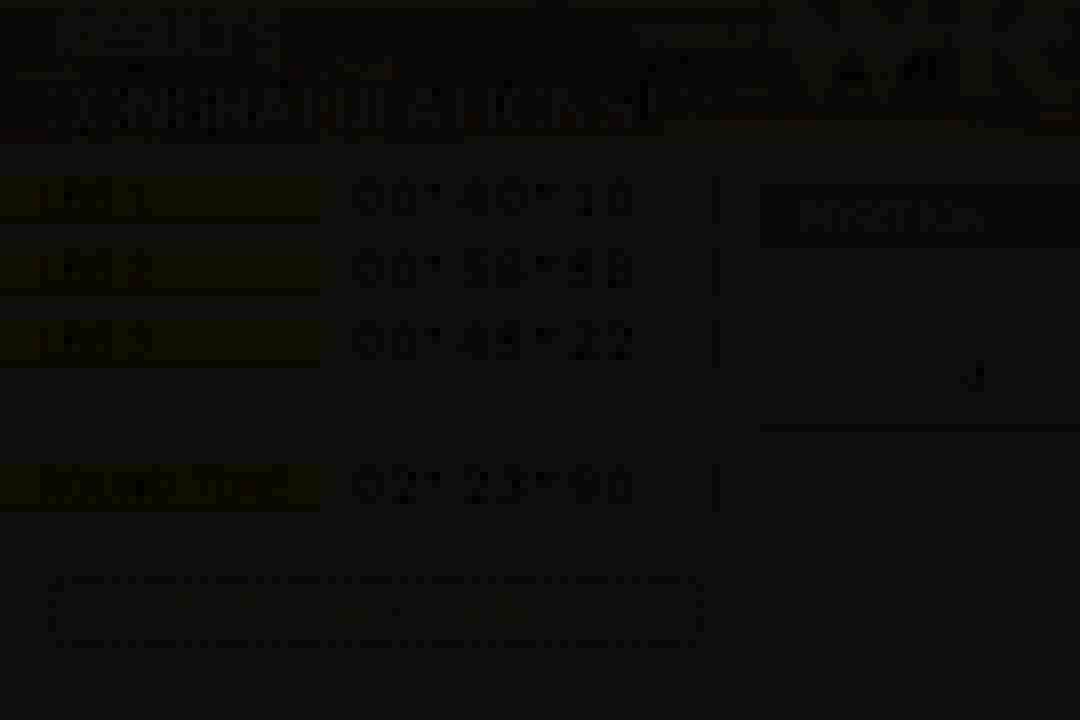 RESULTS
CONGRATULATIONS!
LAP 1 00'40"10
LAP 2 00'58"58
LAP 3 00'45"22
POSITION
ROUND TIME 02'23"90